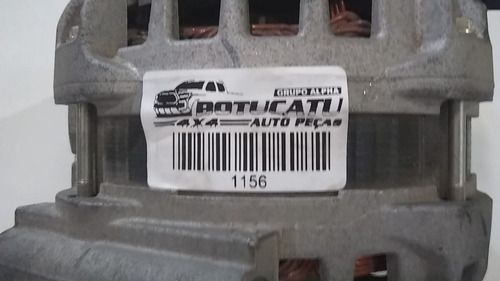 GRUPO ALPHA
BOTUCATU
4X4 AUTO PEÇAS
1156